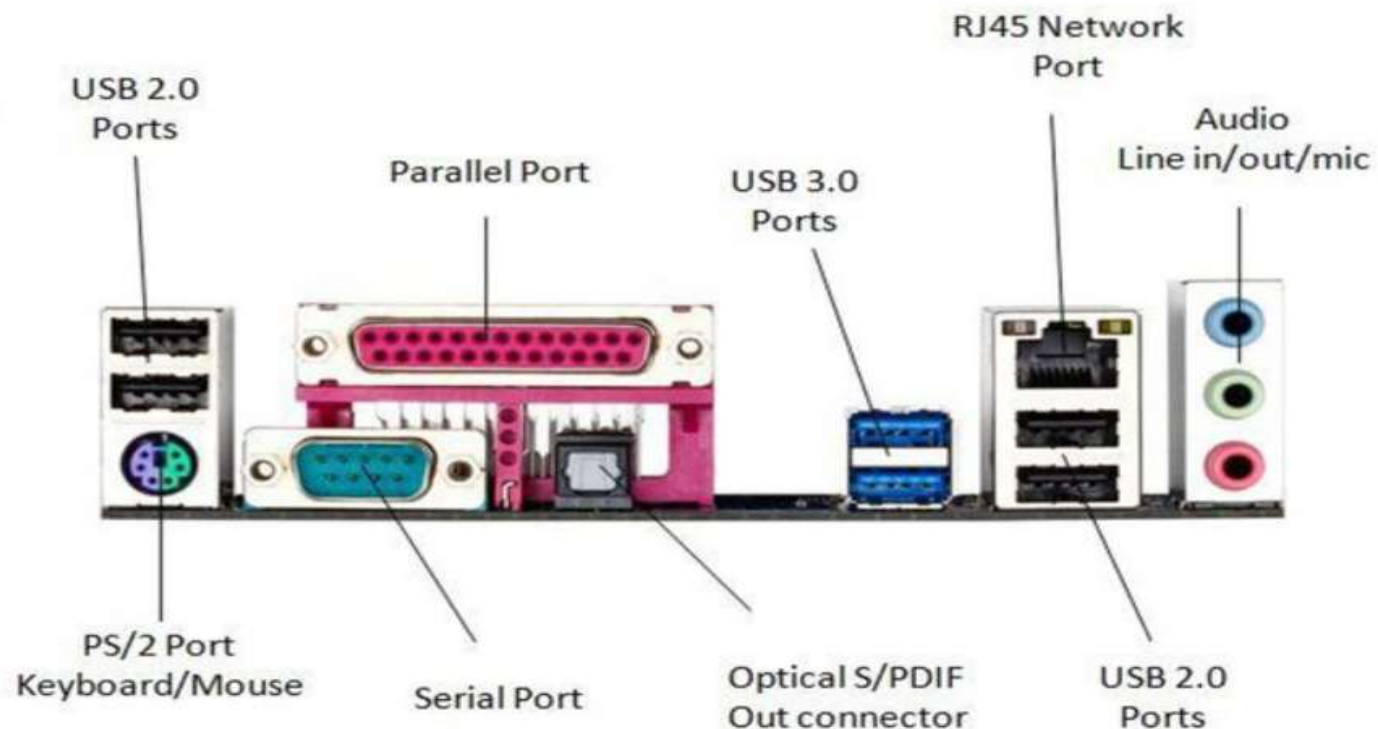 RJ45 Network
Port
USB 2.0
Ports
Audio
Line in/out/mic
Parallel Port
USB 3.0
Ports
PS/2 Port
Keyboard/Mouse
Serial Port
Optical S/PDIF
Out connector
USB 2.0
Ports